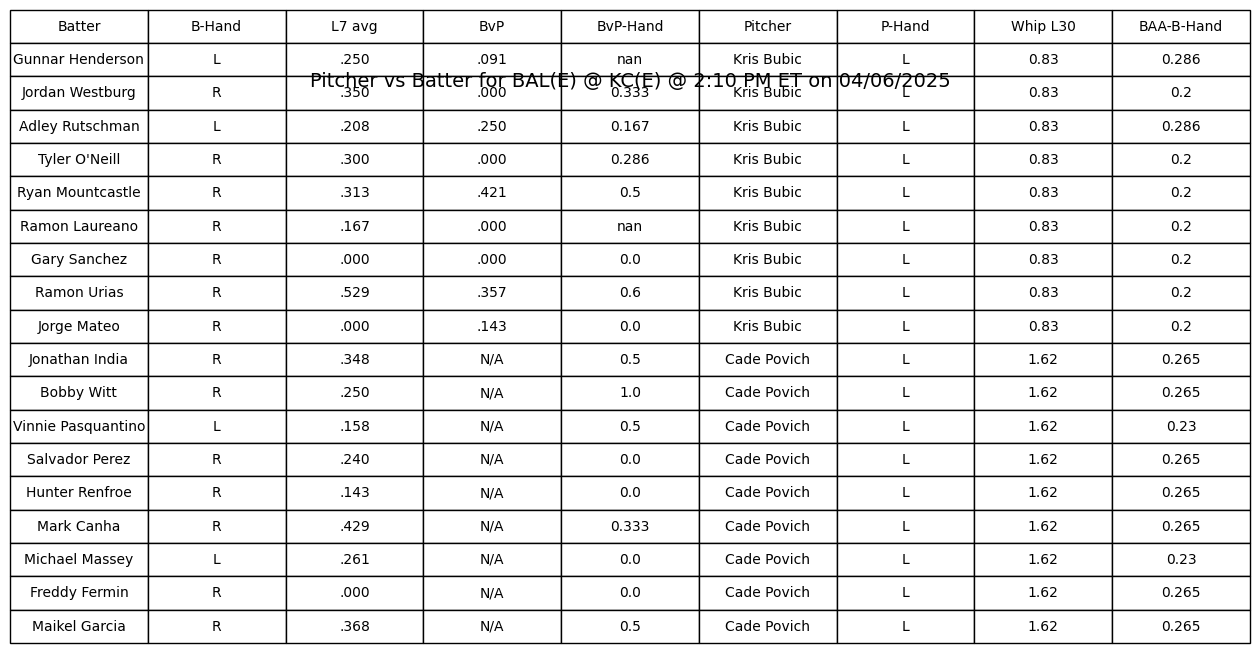 Batter B-Hand L7 avg BvP BvP-Hand Pitcher P-Hand Whip L30 BAA-B-Hand
Gunnar Henderson L .250 .091 nan Kris Bubic L 0.83 0.286
Pitcher vs Batter for BAL(E) @ KC(E) @ 2:10 PM ET on 04/06/2025
Jordan Westburg R .350 .000 0.333 Kris Bubic L 0.83 0.2
Adley Rutschman L .208 .250 0.167 Kris Bubic L 0.83 0.286
Tyler O'Neill R .300 .000 0.286 Kris Bubic L 0.83 0.2
Ryan Mountcastle R .313 .421 0.5 Kris Bubic L 0.83 0.2
Ramon Laureano R .167 .000 nan Kris Bubic L 0.83 0.2
Gary Sanchez R .000 .000 0.0 Kris Bubic L 0.83 0.2
Ramon Urias R .529 .357 0.6 Kris Bubic L 0.83 0.2
Jorge Mateo R .000 .143 0.0 Kris Bubic L 0.83 0.2
Jonathan India R .348 N/A 0.5 Cade Povich L 1.62 0.265
Bobby Witt R .250 N/A 1.0 Cade Povich L 1.62 0.265
Vinnie Pasquantino L .158 N/A 0.5 Cade Povich L 1.62 0.23
Salvador Perez R .240 N/A 0.0 Cade Povich L 1.62 0.265
Hunter Renfroe R .143 N/A 0.0 Cade Povich L 1.62 0.265
Mark Canha R .429 N/A 0.333 Cade Povich L 1.62 0.265
Michael Massey L .261 N/A 0.0 Cade Povich L 1.62 0.23
Freddy Fermin R .000 N/A 0.0 Cade Povich L 1.62 0.265
Maikel Garcia R .368 N/A 0.5 Cade Povich L 1.62 0.265